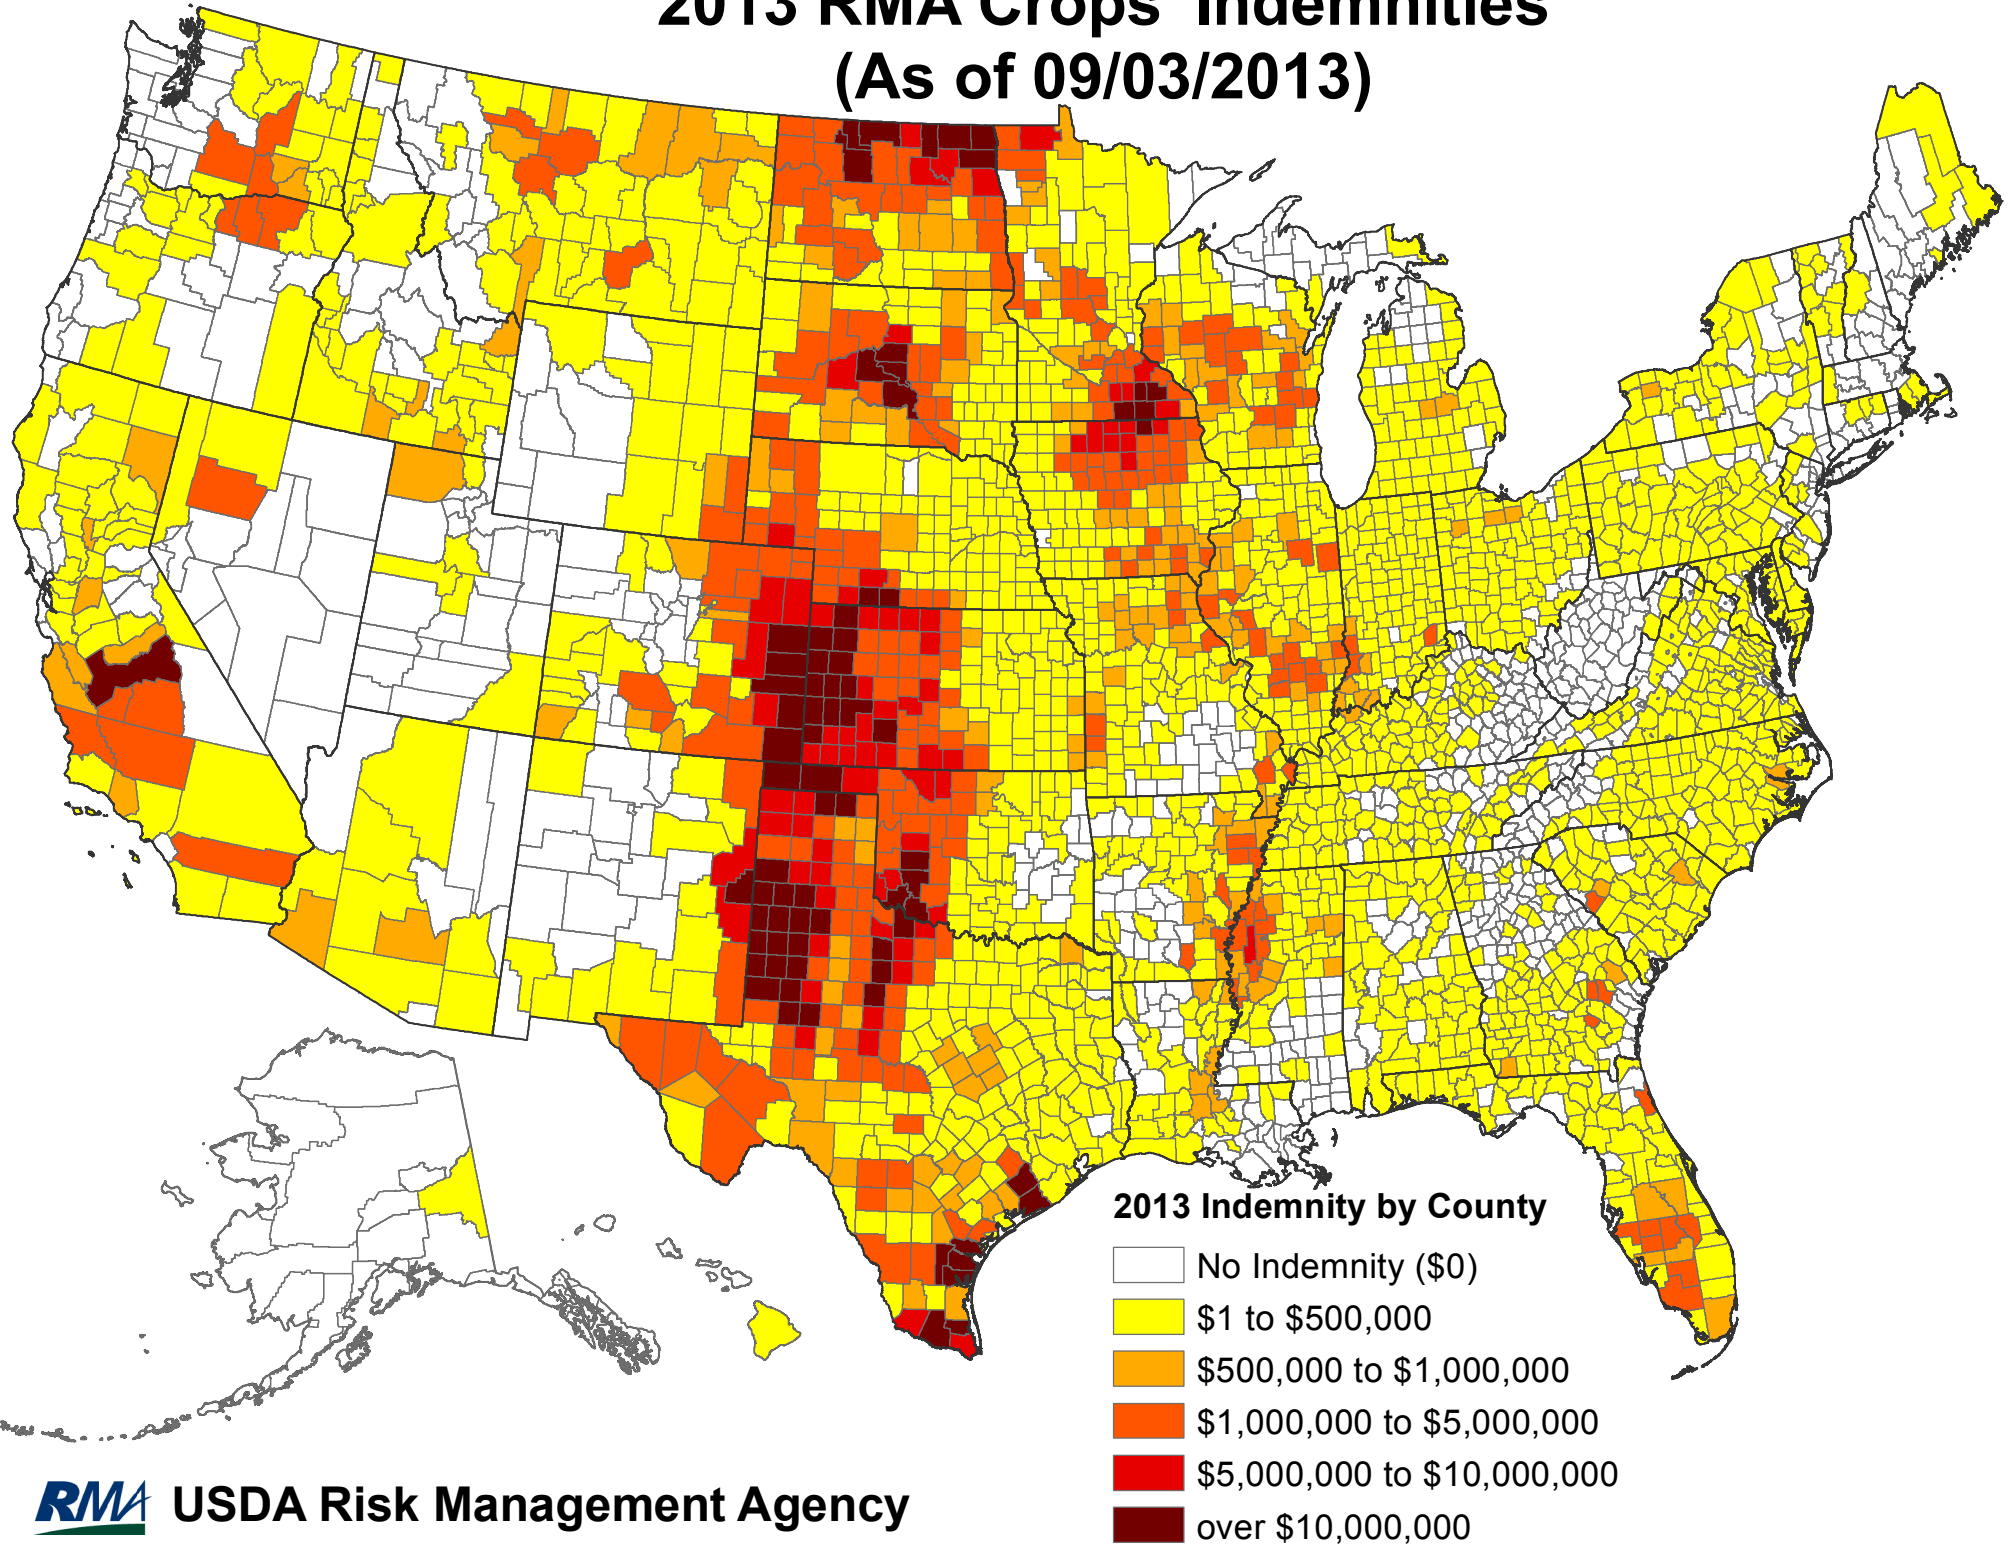 2013 RMA Crops' Indemnities
(As of 09/03/2013)
2013 Indemnity by County
No Indemnity ($0)
$1 to $500,000
$500,000 to $1,000,000
$1,000,000 to $5,000,000
$5,000,000 to $10,000,000
over $10,000,000
RMA USDA Risk Management Agency